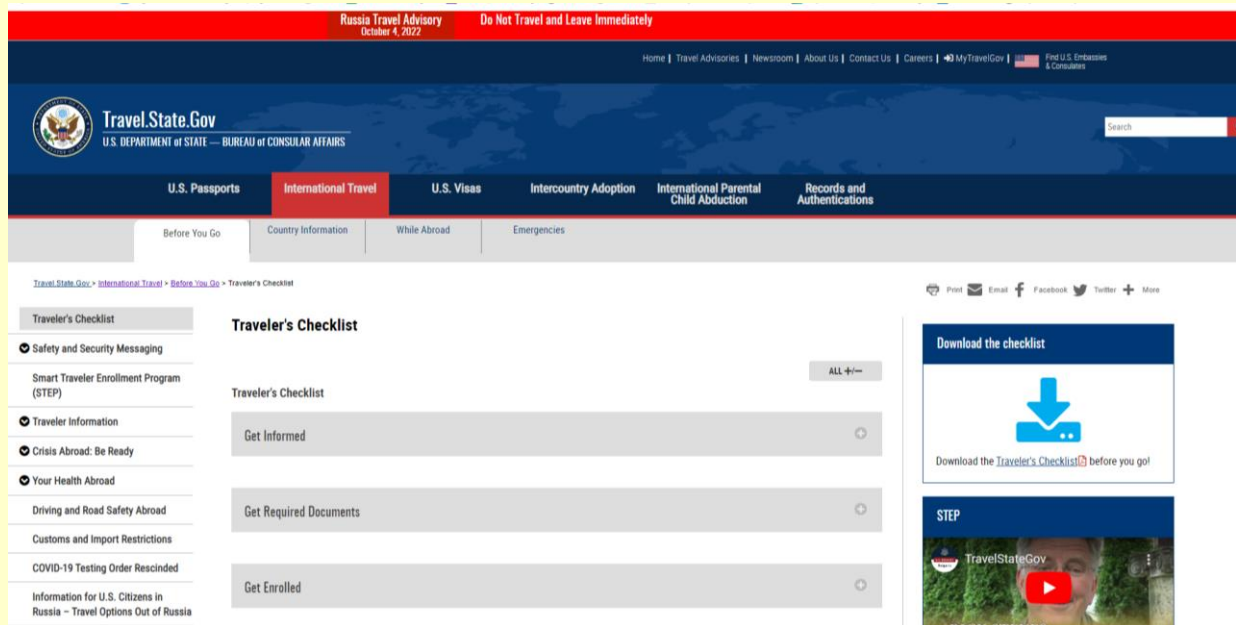 Russia Travel Advisory
October 4, 2022
Do Not Travel and Leave Immediately
Home | Travel Advisories | Newsroom | About Us | Contact Us | Careers | MyTravelGov | Find U.S. Embassies
& Consulates
Travel.State.Gov
U.S. DEPARTMENT of STATE — BUREAU of CONSULAR AFFAIRS
Search
U.S. Passports
International Travel
U.S. Visas
Intercountry Adoption
International Parental
Child Abduction
Records and
Authentications
Before You Go
Country Information
While Abroad
Emergencies
Travel.State.Gov > International Travel > Before You Go > Traveler's Checklist
Print Email Facebook Twitter More
Traveler's Checklist
Safety and Security Messaging
Smart Traveler Enrollment Program
(STEP)
Traveler Information
Crisis Abroad: Be Ready
Your Health Abroad
Driving and Road Safety Abroad
Customs and Import Restrictions
COVID-19 Testing Order Rescinded
Information for U.S. Citizens in
Russia – Travel Options Out of Russia
Traveler's Checklist
ALL +/−
Traveler's Checklist
Get Informed
Get Required Documents
Get Enrolled
Download the checklist
Download the Traveler's Checklist before you go!
STEP
TravelStateGov